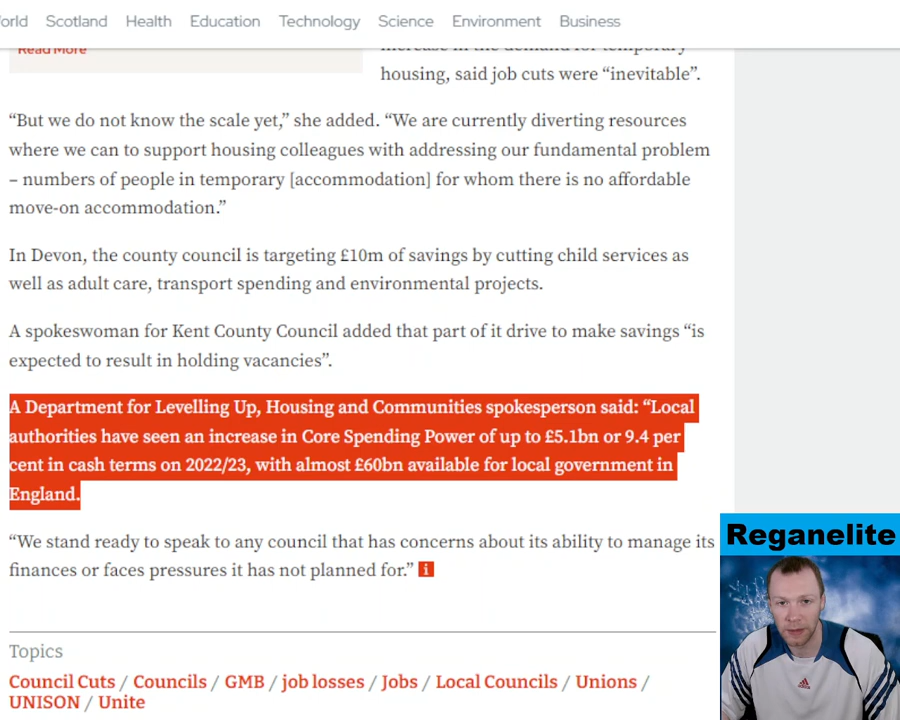 orld Scotland Health Education Technology Science Environment Business
Read More
increase in the demand for temporary
housing, said job cuts were “inevitable”.
“But we do not know the scale yet,” she added. “We are currently diverting resources
where we can to support housing colleagues with addressing our fundamental problem
– numbers of people in temporary [accommodation] for whom there is no affordable
move-on accommodation.”
In Devon, the county council is targeting £10m of savings by cutting child services as
well as adult care, transport spending and environmental projects.
A spokeswoman for Kent County Council added that part of it drive to make savings “is
expected to result in holding vacancies”.
A Department for Levelling Up, Housing and Communities spokesperson said: “Local
authorities have seen an increase in Core Spending Power of up to £5.1bn or 9.4 per
cent in cash terms on 2022/23, with almost £60bn available for local government in
England.
“We stand ready to speak to any council that has concerns about its ability to manage its
finances or faces pressures it has not planned for.” i
Reganelite
Topics
Council Cuts / Councils / GMB / job losses / Jobs / Local Councils / Unions /
UNISON / Unite